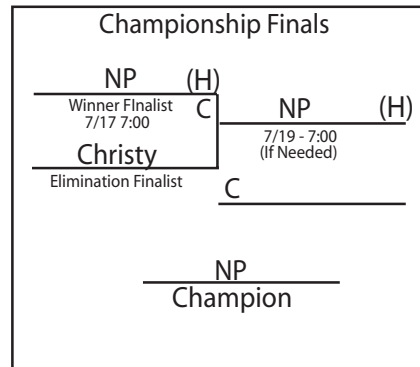 Championship Finals
NP (H)
Winner FInalist
7/17 7:00
C
Christy
Elimination Finalist
NP (H)
7/19 - 7:00
(If Needed)
C
NP
Champion